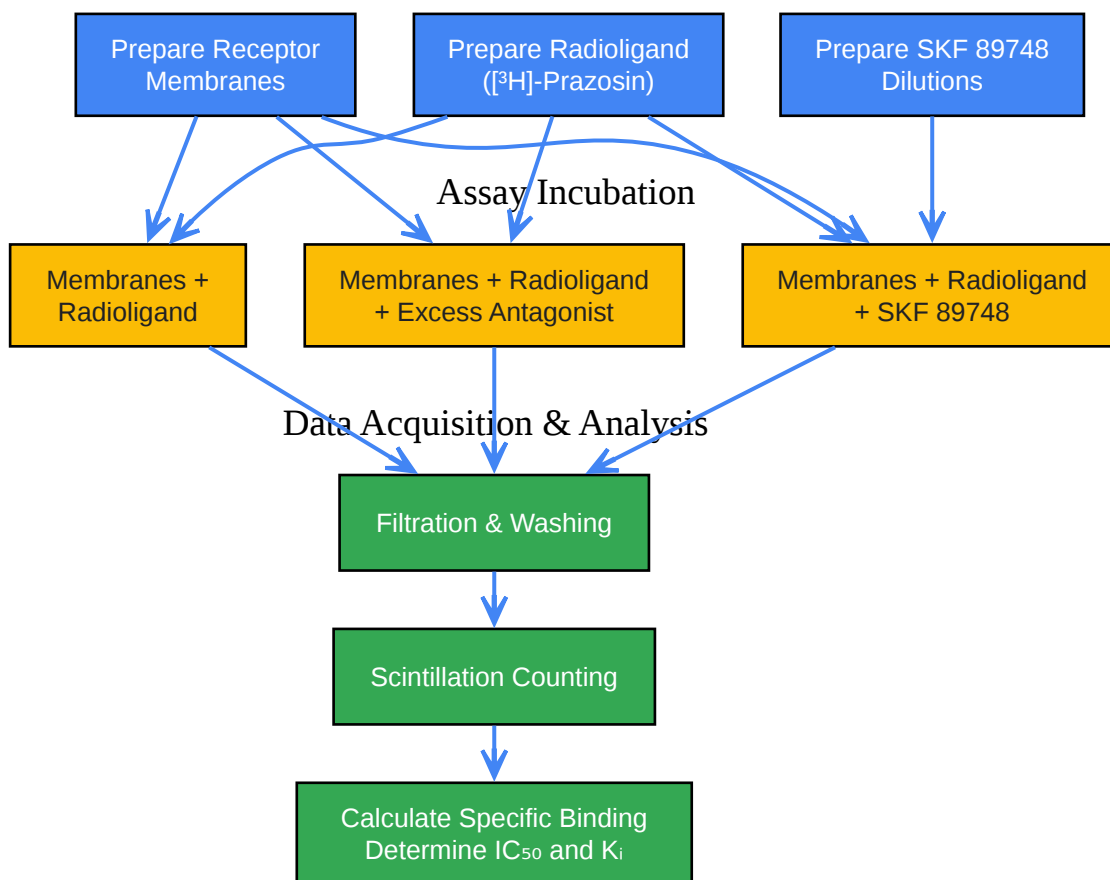 Prepare Receptor
Membranes
Prepare Radioligand
([³H]-Prazosin)
Prepare SKF 89748
Dilutions
Assay Incubation
Membranes +
Radioligand
Membranes + Radioligand
+ Excess Antagonist
Membranes + Radioligand
+ SKF 89748
Data Acquisition & Analysis
Filtration & Washing
Scintillation Counting
Calculate Specific Binding
Determine IC₅₀ and Kᵢ